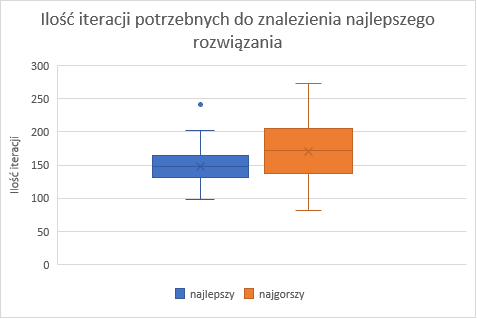 Ilość iteracji potrzebnych do znalezienia najlepszego
rozwiązania
300
250
200
150
100
50
0
Ilość iteracji
najlepszy
najgorszy